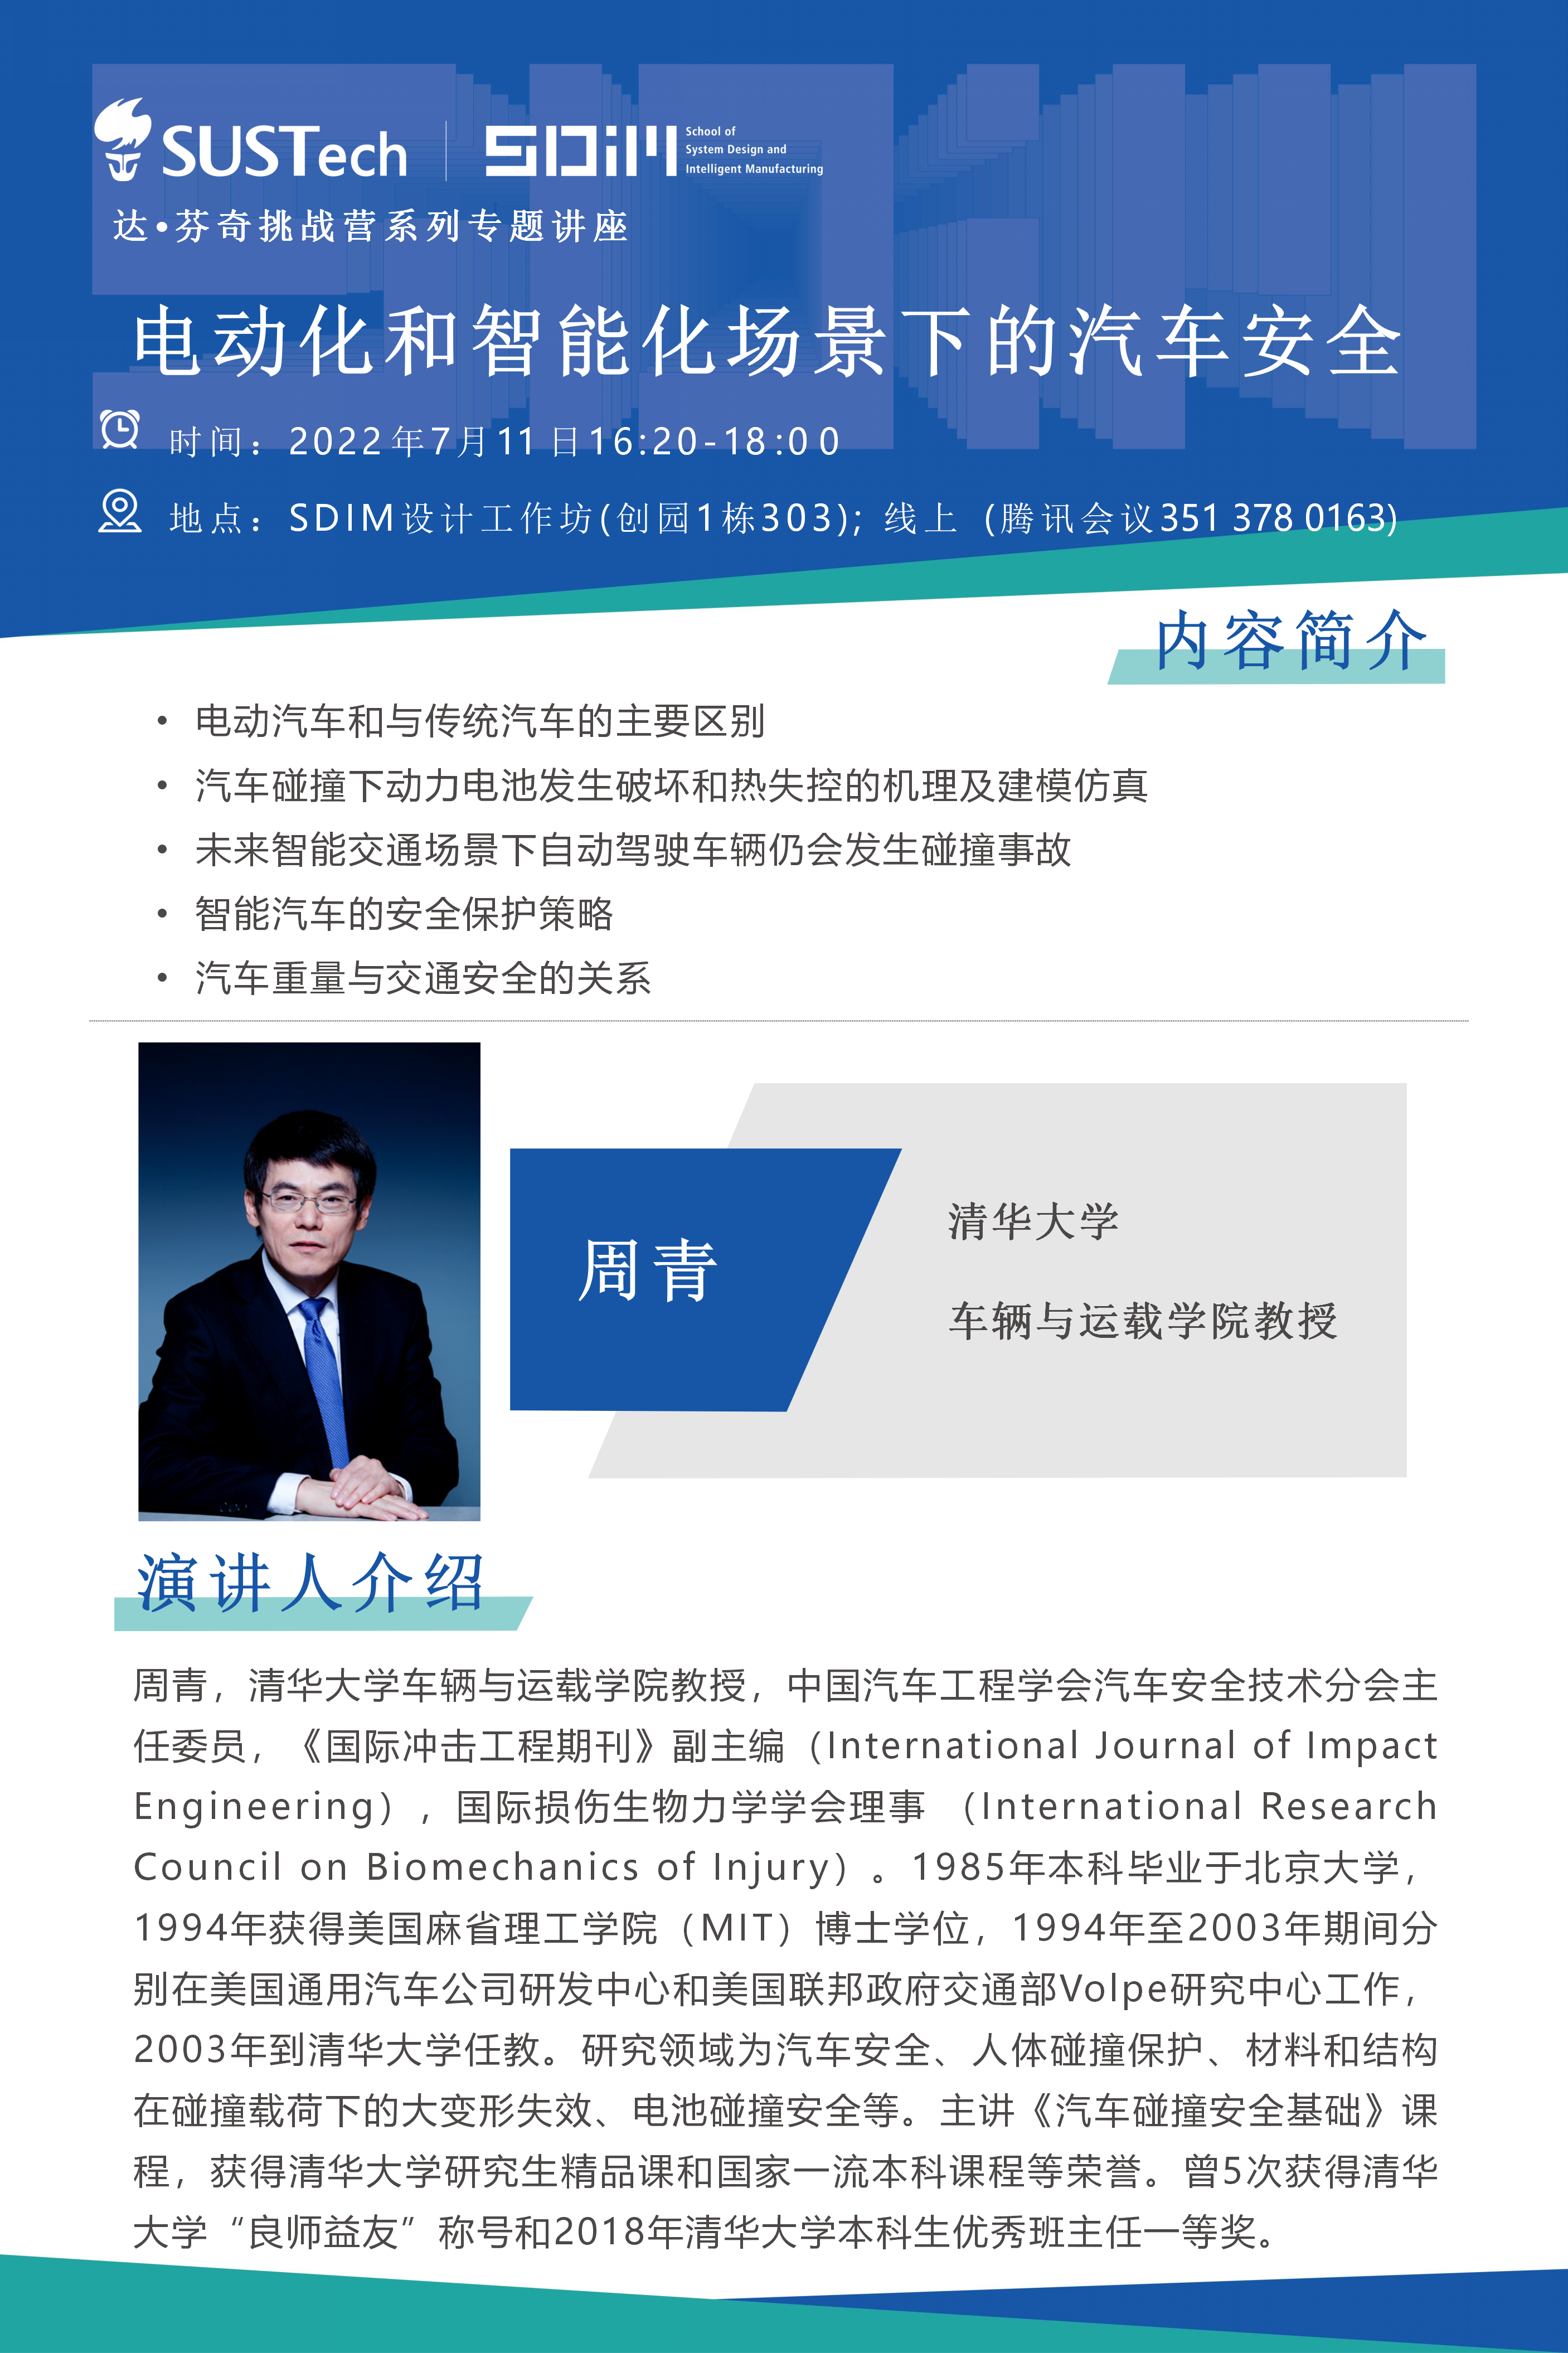 SUSTech
SDIM
School of
System Design and
Intelligent Manufacturing
达•芬奇挑战营系列专题讲座
电动化和智能化场景下的汽车安全
时间：2022年7月11日16:20-18:00
地点：SDIM设计工作坊(创园1栋303)；线上 (腾讯会议351 378 0163)
内容简介
• 电动汽车和与传统汽车的主要区别
• 汽车碰撞下动力电池发生破坏和热失控的机理及建模仿真
• 未来智能交通场景下自动驾驶车辆仍会发生碰撞事故
• 智能汽车的安全保护策略
• 汽车重量与交通安全的关系
周青
清华大学
车辆与运载学院教授
演讲人介绍
周青，清华大学车辆与运载学院教授，中国汽车工程学会汽车安全技术分会主
任委员，《国际冲击工程期刊》副主编（International Journal of Impact
Engineering），国际损伤生物力学学会理事 （International Research
Council on Biomechanics of Injury）。1985年本科毕业于北京大学，
1994年获得美国麻省理工学院（MIT）博士学位，1994年至2003年期间分
别在美国通用汽车公司研发中心和美国联邦政府交通部Volpe研究中心工作，
2003年到清华大学任教。研究领域为汽车安全、人体碰撞保护、材料和结构
在碰撞载荷下的大变形失效、电池碰撞安全等。主讲《汽车碰撞安全基础》课
程，获得清华大学研究生精品课和国家一流本科课程等荣誉。曾5次获得清华
大学“良师益友”称号和2018年清华大学本科生优秀班主任一等奖。